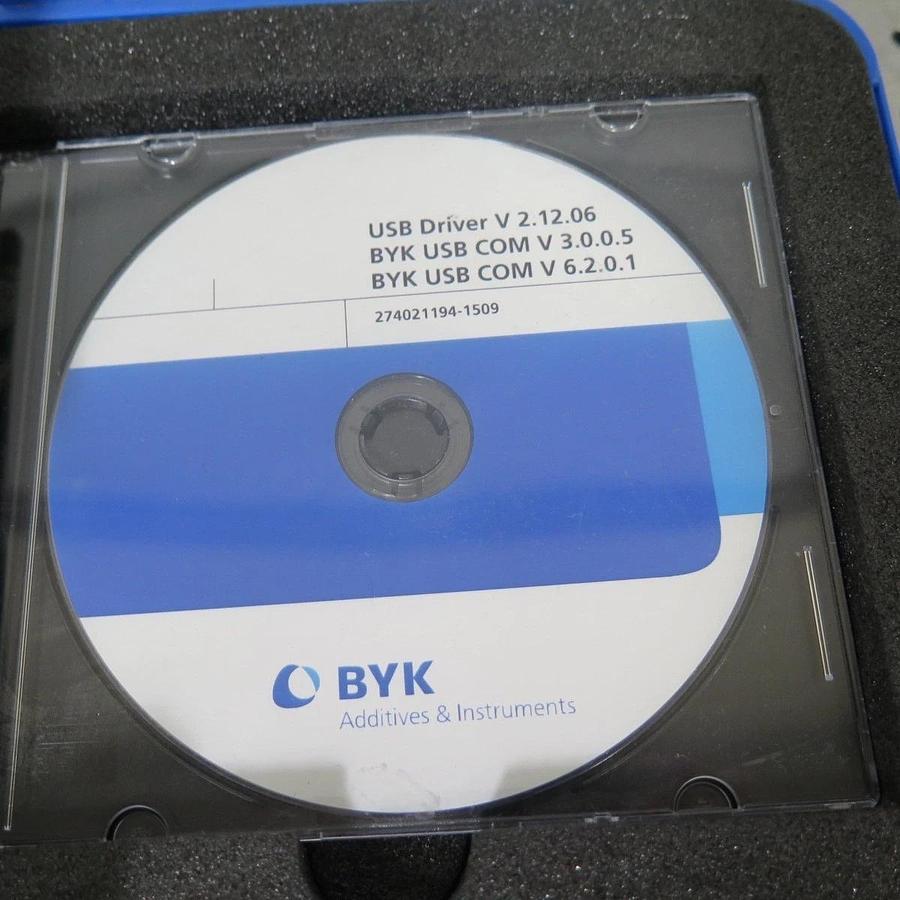 USB Driver V 2.12.06
BYK USB COM V 3.0.0.5
BYK USB COM V 6.2.0.1
274021194-1509
BYK
Additives & Instruments